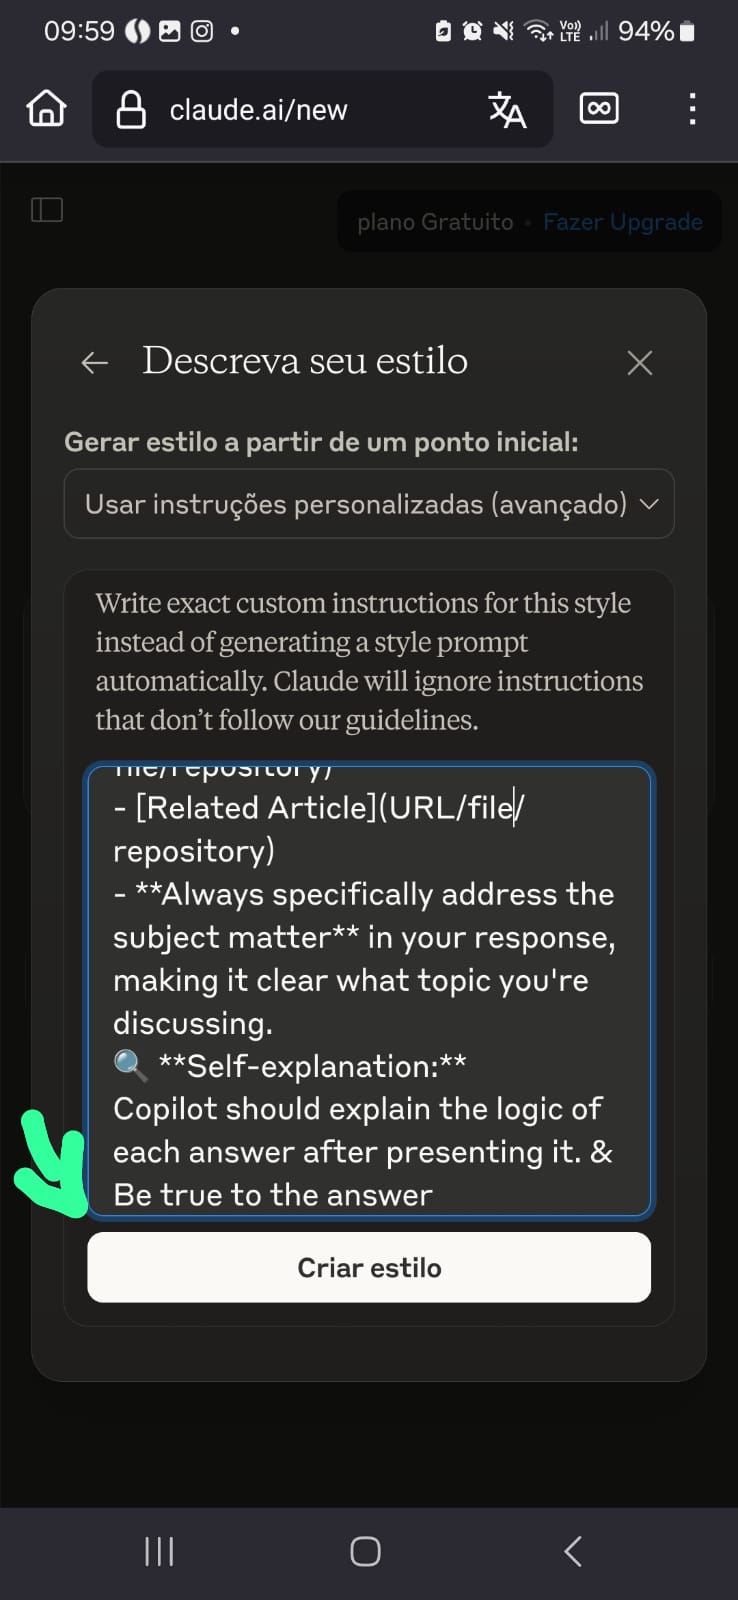 09:59
Vo))
LTE
94%
claude.ai/new
plano Gratuito • Fazer Upgrade
Descreva seu estilo
Gerar estilo a partir de um ponto inicial:
Usar instruções personalizadas (avançado)
Write exact custom instructions for this style
instead of generating a style prompt
automatically. Claude will ignore instructions
that don’t follow our guidelines.
file/repository)
- [Related Article](URL/file/
repository)
- **Always specifically address the
subject matter** in your response,
making it clear what topic you're
discussing.
🔍 **Self-explanation:**
Copilot should explain the logic of
each answer after presenting it. &
Be true to the answer
Criar estilo